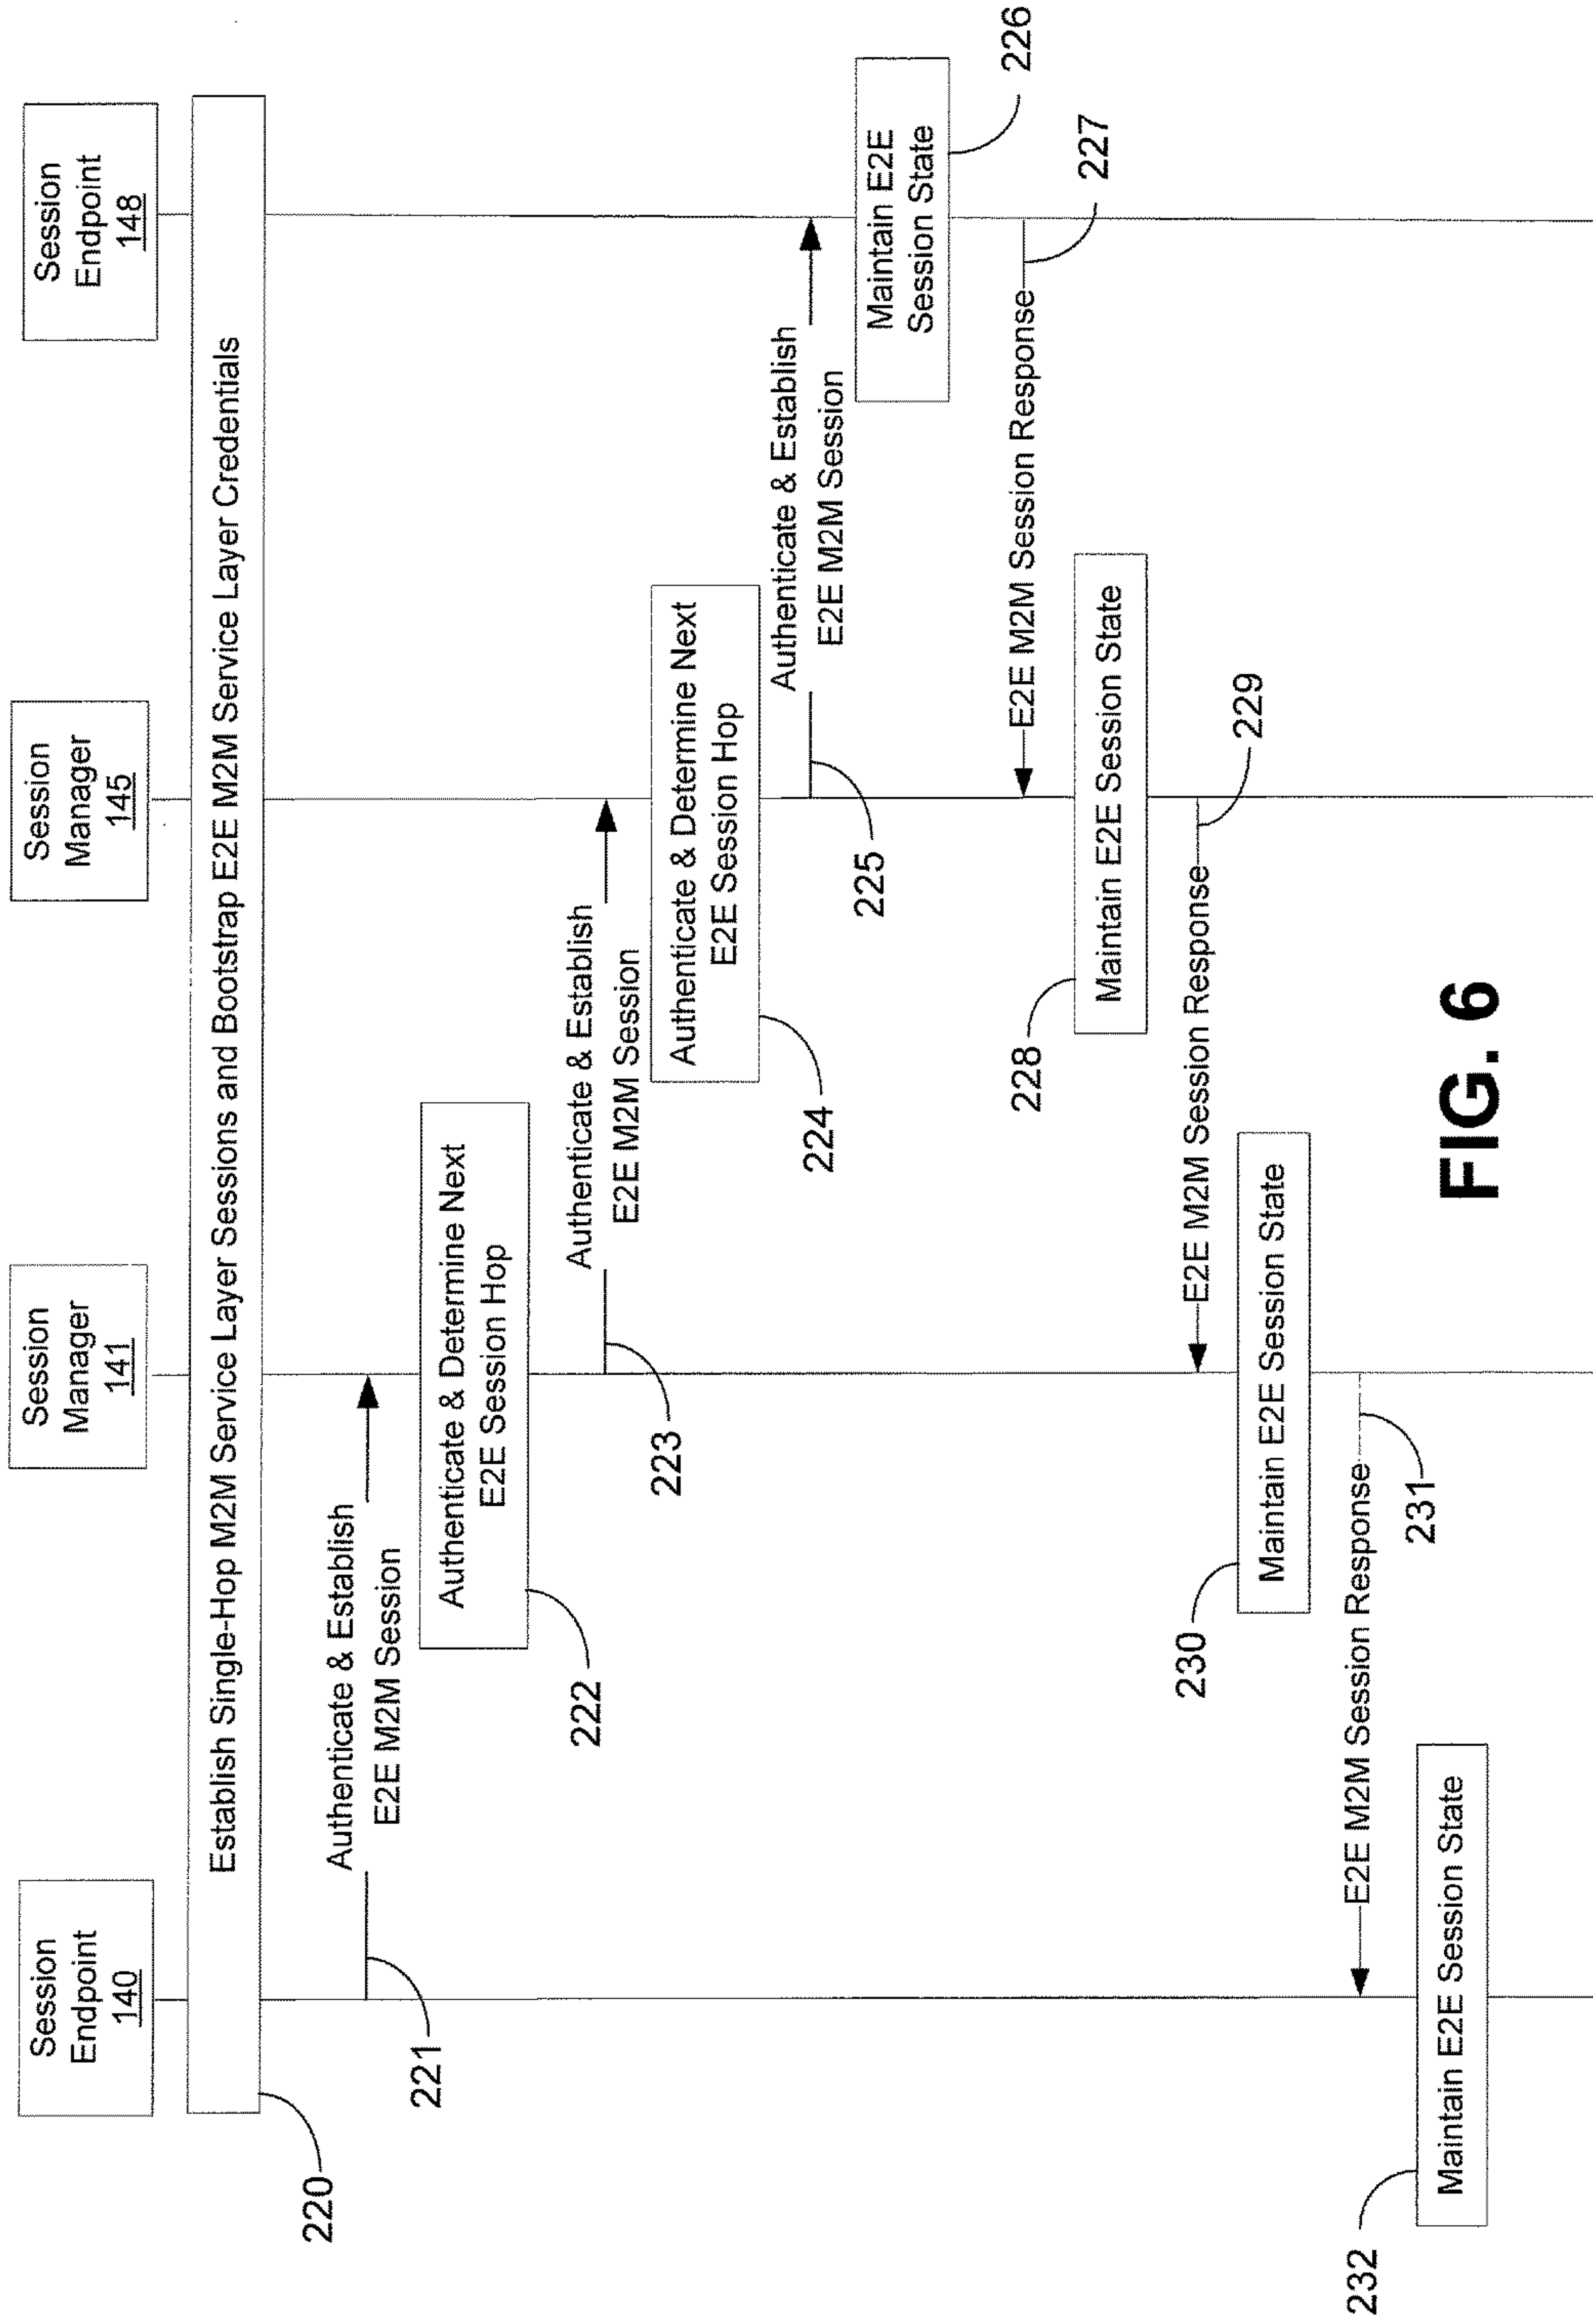 Session
Endpoint
140
Session
Manager
141
Session
Manager
145
Session
Endpoint
148
Establish Single-Hop M2M Service Layer Sessions and Bootstrap E2E M2M Service Layer Credentials
220
Authenticate & Establish
E2E M2M Session
221
Authenticate & Determine Next
E2E Session Hop
222
Authenticate & Establish
E2E M2M Session
223
Authenticate & Determine Next
E2E Session Hop
224
Authenticate & Establish
E2E M2M Session
225
Maintain E2E
Session State
226
E2E M2M Session Response
227
Maintain E2E Session State
228
E2E M2M Session Response
229
Maintain E2E Session State
230
E2E M2M Session Response
231
Maintain E2E Session State
232
FIG. 6